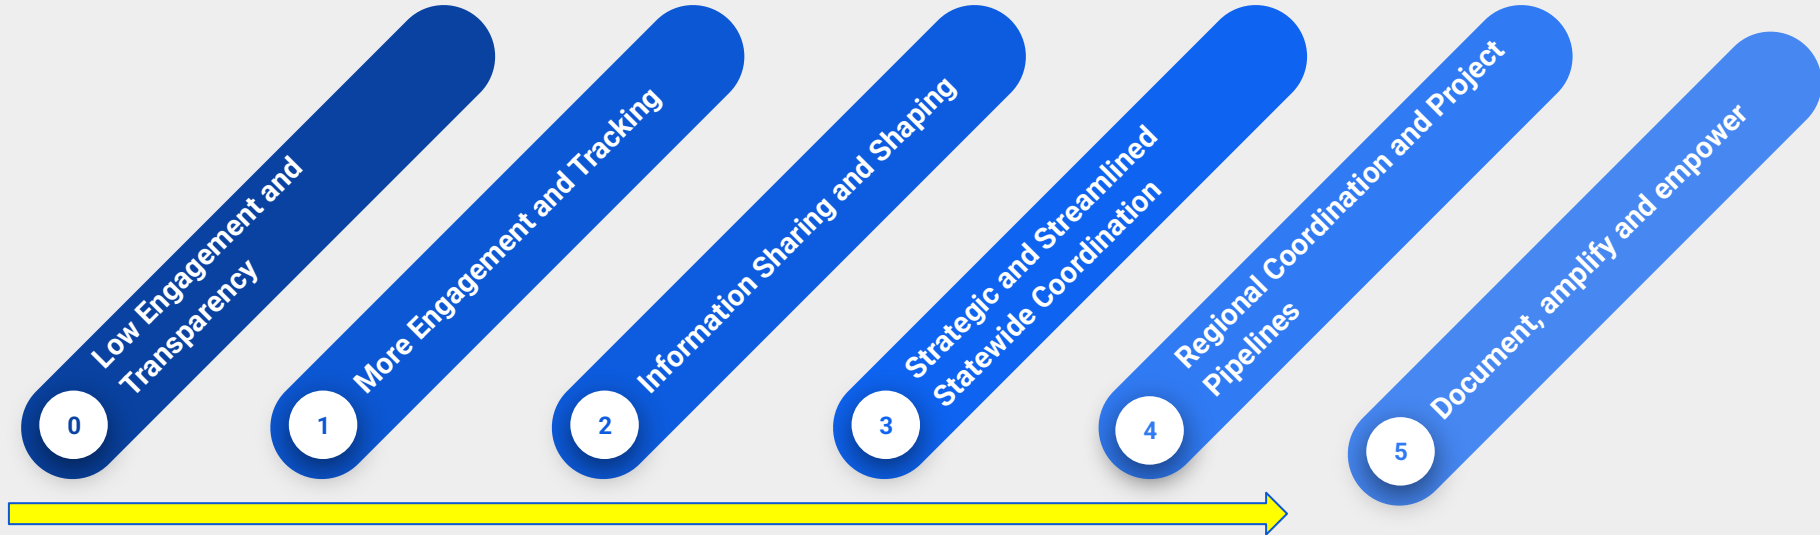 Low Engagement and
Transparency
0
More Engagement and Tracking
1
Information Sharing and Shaping
2
Strategic and Streamlined
Statewide Coordination
3
Regional Coordination and Project
Pipelines
4
Document, amplify and empower
5